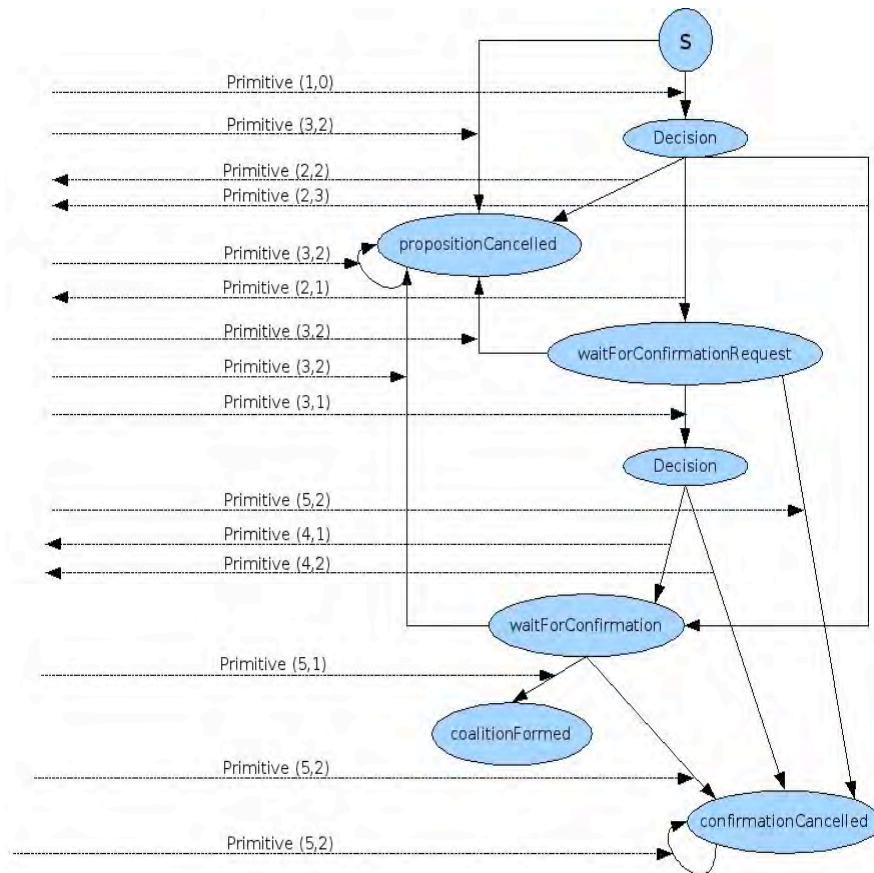 S
Primitive (1,0)
Primitive (3,2)
Decision
Primitive (2,2)
Primitive (2,3)
propositionCancelled
Primitive (3,2)
Primitive (2,1)
Primitive (3,2)
waitForConfirmationRequest
Primitive (3,2)
Primitive (3,1)
Decision
Primitive (5,2)
Primitive (4,1)
Primitive (4,2)
waitForConfirmation
Primitive (5,1)
coalitionFormed
Primitive (5,2)
confirmationCancelled
Primitive (5,2)